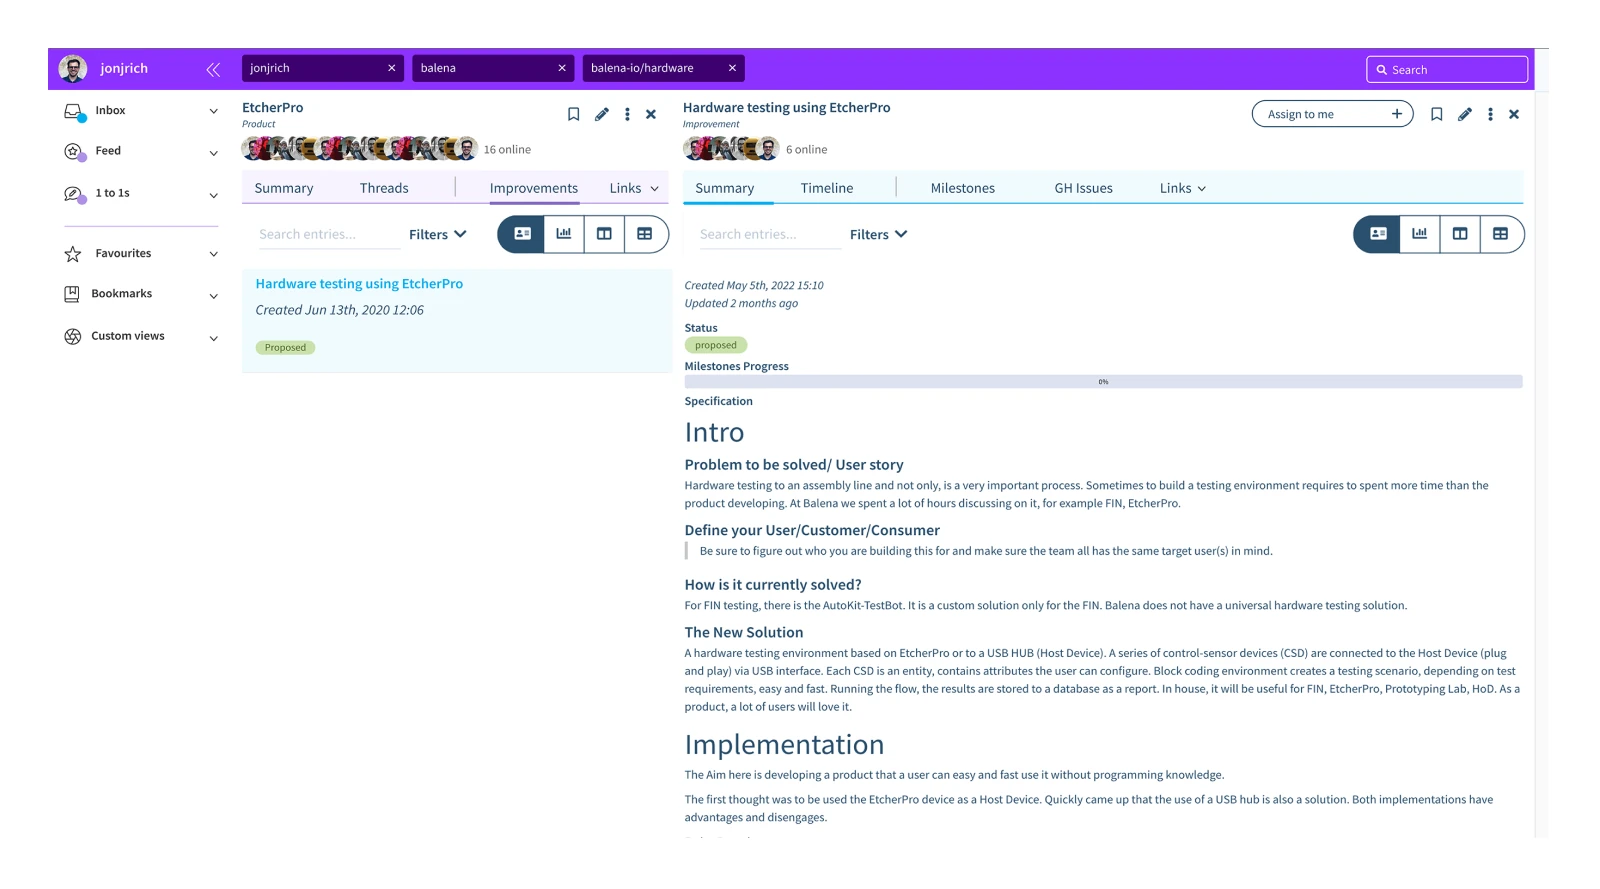 jonjrich
jonjrich ×
balena ×
balena-io/hardware ×
Search
Inbox
Feed
1 to 1s
Favourites
Bookmarks
Custom views
EtcherPro
Product
16 online
Summary Threads Improvements Links
Search entries... Filters
Hardware testing using EtcherPro
Created Jun 13th, 2020 12:06
Proposed
Hardware testing using EtcherPro
Improvement
Assign to me +
6 online
Summary Timeline Milestones GH Issues Links
Search entries... Filters
Created May 5th, 2022 15:10
Updated 2 months ago
Status
proposed
Milestones Progress
0%
Specification
Intro
Problem to be solved/ User story
Hardware testing to an assembly line and not only, is a very important process. Sometimes to build a testing environment requires to spent more time than the
product developing. At Balena we spent a lot of hours discussing on it, for example FIN, EtcherPro.
Define your User/Customer/Consumer
Be sure to figure out who you are building this for and make sure the team all has the same target user(s) in mind.
How is it currently solved?
For FIN testing, there is the AutoKit-TestBot. It is a custom solution only for the FIN. Balena does not have a universal hardware testing solution.
The New Solution
A hardware testing environment based on EtcherPro or to a USB HUB (Host Device). A series of control-sensor devices (CSD) are connected to the Host Device (plug
and play) via USB interface. Each CSD is an entity, contains attributes the user can configure. Block coding environment creates a testing scenario, depending on test
requirements, easy and fast. Running the flow, the results are stored to a database as a report. In house, it will be useful for FIN, EtcherPro, Prototyping Lab, HoD. As a
product, a lot of users will love it.
Implementation
The Aim here is developing a product that a user can easy and fast use it without programming knowledge.
The first thought was to be used the EtcherPro device as a Host Device. Quickly came up that the use of a USB hub is also a solution. Both implementations have
advantages and disengages.